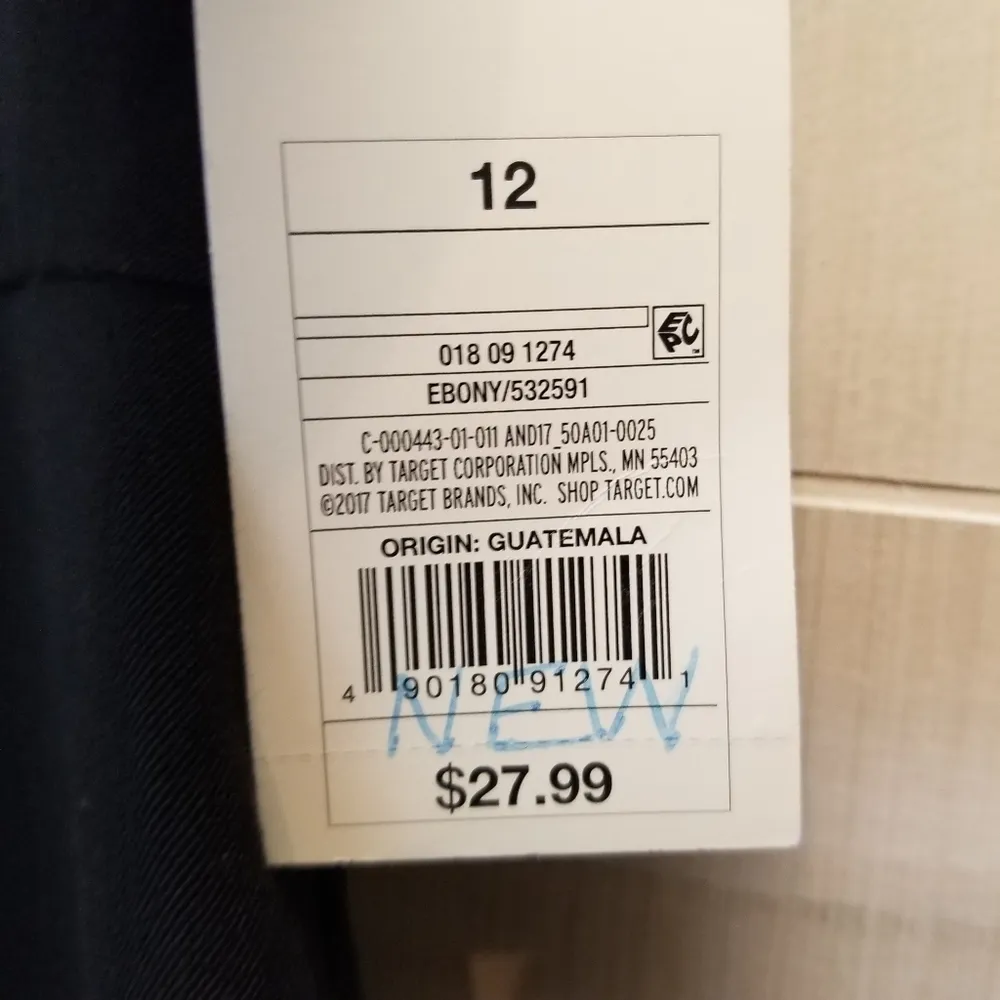 12
EPC™
018 09 1274
EBONY/532591
C-000443-01-011 AND17_50A01-0025
DIST. BY TARGET CORPORATION MPLS., MN 55403
©2017 TARGET BRANDS, INC. SHOP TARGET.COM
ORIGIN: GUATEMALA
4 90180 91274 1
NEW
$27.99